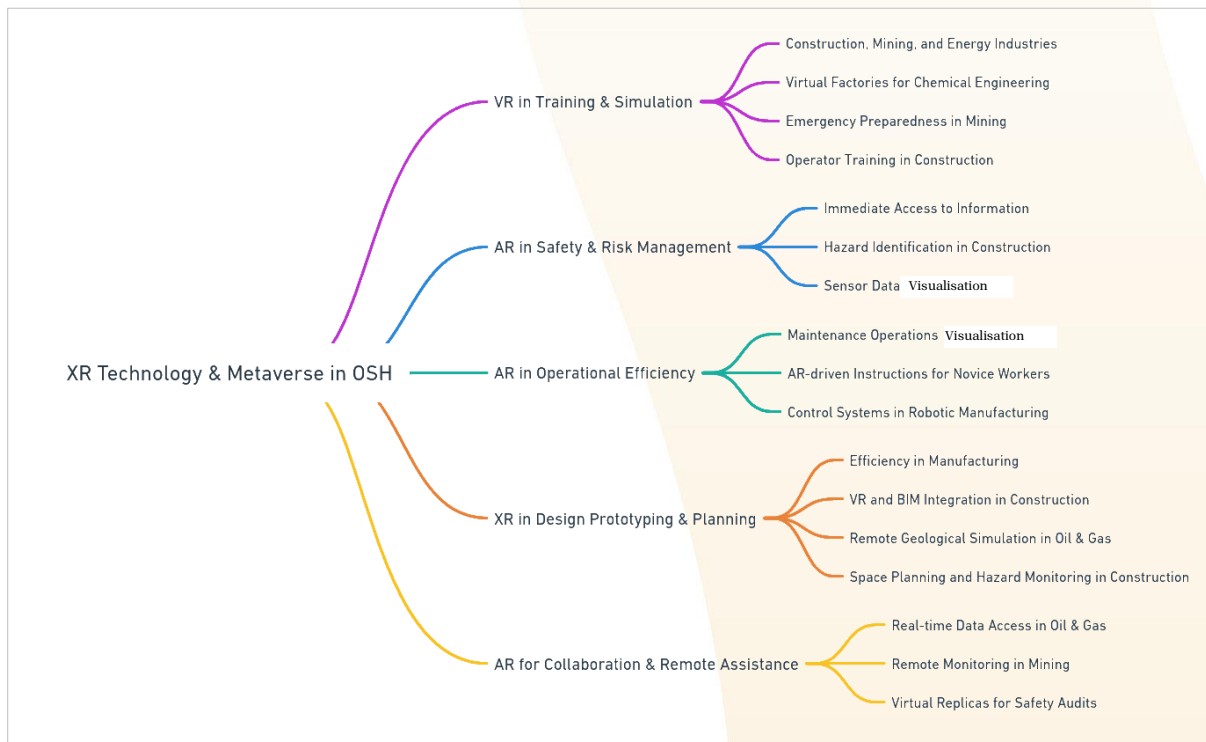 XR Technology & Metaverse in OSH
VR in Training & Simulation
Construction, Mining, and Energy Industries
Virtual Factories for Chemical Engineering
Emergency Preparedness in Mining
Operator Training in Construction
AR in Safety & Risk Management
Immediate Access to Information
Hazard Identification in Construction
Sensor Data Visualisation
AR in Operational Efficiency
Maintenance Operations Visualisation
AR-driven Instructions for Novice Workers
Control Systems in Robotic Manufacturing
XR in Design Prototyping & Planning
Efficiency in Manufacturing
VR and BIM Integration in Construction
Remote Geological Simulation in Oil & Gas
Space Planning and Hazard Monitoring in Construction
AR for Collaboration & Remote Assistance
Real-time Data Access in Oil & Gas
Remote Monitoring in Mining
Virtual Replicas for Safety Audits